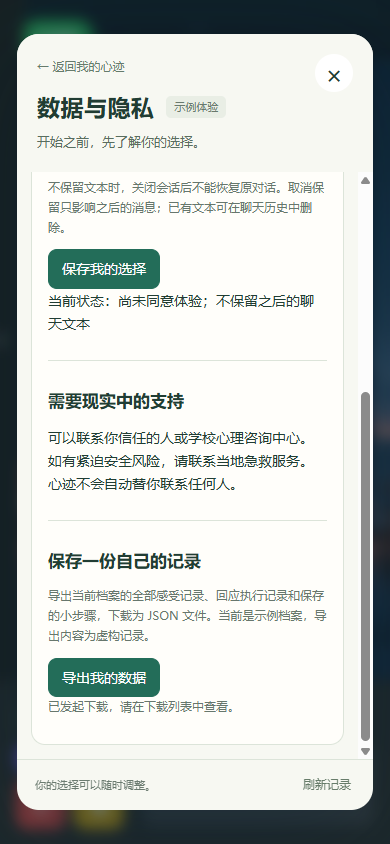 ← 返回我的心迹
×
数据与隐私 示例体验
开始之前，先了解你的选择。
不保留文本时，关闭会话后不能恢复原对话。取消保
留只影响之后的消息；已有文本可在聊天历史中删
除。
保存我的选择
当前状态：尚未同意体验；不保留之后的聊
天文本
需要现实中的支持
可以联系你信任的人或学校心理咨询中心。
如有紧迫安全风险，请联系当地急救服务。
心迹不会自动替你联系任何人。
保存一份自己的记录
导出当前档案的全部感受记录、回应执行记录和保存
的小步骤，下载为 JSON 文件。当前是示例档案，导
出内容为虚构记录。
导出我的数据
已发起下载，请在下载列表中查看。
你的选择可以随时调整。 刷新记录